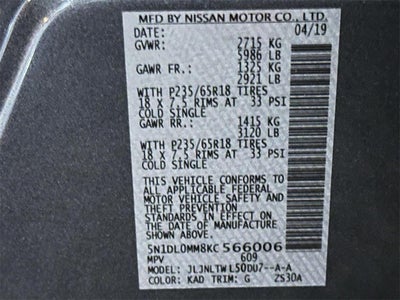 MFD BY NISSAN MOTOR CO., LTD.
DATE: 04/19
GVWR: 2715 KG
5986 LB
GAWR FR.: 1325 KG
2921 LB
WITH P235/65R18 TIRES
18 X 7.5 RIMS AT 33 PSI
COLD SINGLE
GAWR RR.: 1415 KG
3120 LB
WITH P235/65R18 TIRES
18 X 7.5 RIMS AT 33 PSI
COLD SINGLE
THIS VEHICLE CONFORMS TO
ALL APPLICABLE FEDERAL
MOTOR VEHICLE SAFETY AND
STANDARDS IN EFFECT ON
THE DATE OF MANUFACTURE
SHOWN ABOVE.
5N1DL0MM8KC566006
MPV 609
MODEL: JLJNLTWL50DU7--A-A
COLOR: KAD TRIM: G ZS30A